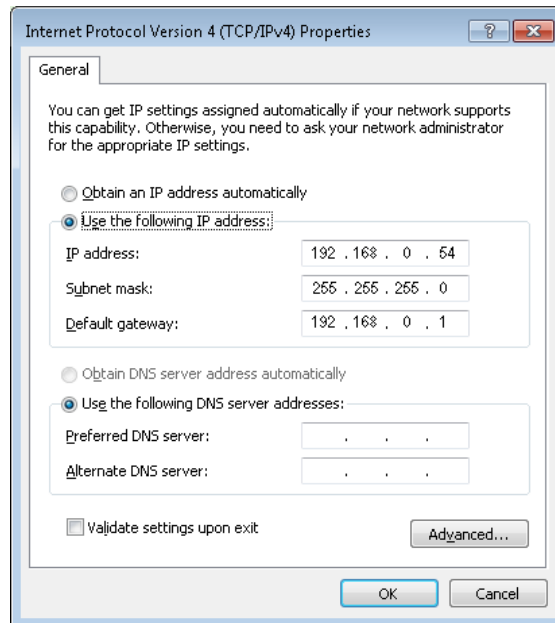 Internet Protocol Version 4 (TCP/IPv4) Properties
General
You can get IP settings assigned automatically if your network supports
this capability. Otherwise, you need to ask your network administrator
for the appropriate IP settings.
Obtain an IP address automatically
Use the following IP address:
IP address: 192 . 168 . 0 . 54
Subnet mask: 255 . 255 . 255 . 0
Default gateway: 192 . 168 . 0 . 1
Obtain DNS server address automatically
Use the following DNS server addresses:
Preferred DNS server: . . .
Alternate DNS server: . . .
Validate settings upon exit
Advanced...
OK Cancel